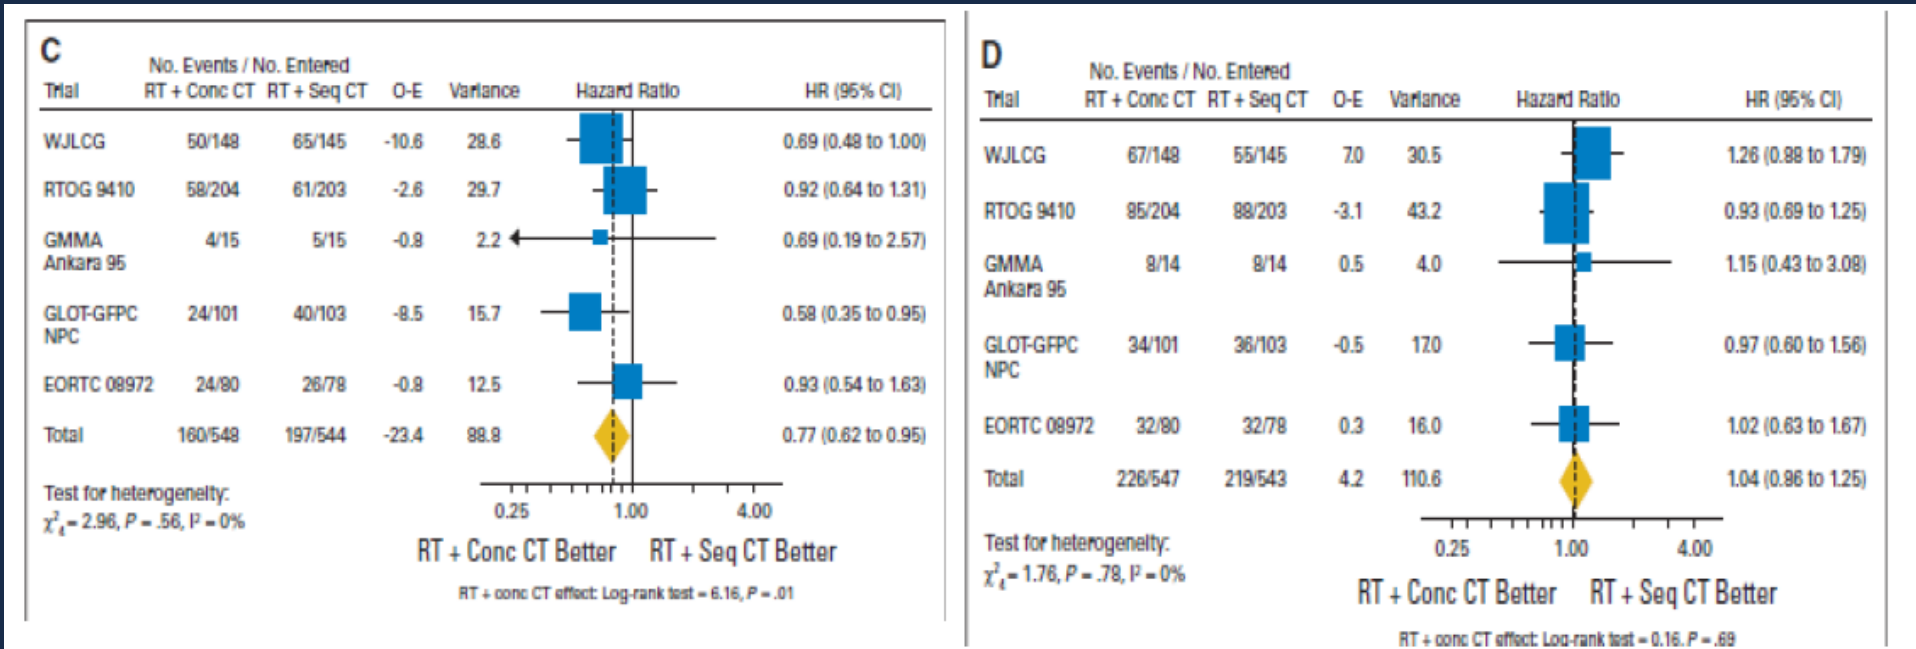 C
No. Events / No. Entered
Trial RT + Conc CT RT + Seq CT O-E Variance Hazard Ratio HR (95% CI)
WJLCG 50/148 65/145 -10.6 28.6 0.69 (0.48 to 1.00)
RTOG 9410 58/204 61/203 -2.6 29.7 0.92 (0.64 to 1.31)
GMMA 4/15 5/15 -0.8 2.2 0.69 (0.19 to 2.57)
Ankara 95
GLOT-GFPC 24/101 40/103 -8.5 15.7 0.58 (0.35 to 0.95)
NPC
EORTC 08972 24/80 26/78 -0.8 12.5 0.93 (0.54 to 1.63)
Total 160/548 197/544 -23.4 88.8 0.77 (0.62 to 0.95)
Test for heterogeneity:
χ²₄ = 2.96, P = .56, I² = 0%
0.25 1.00 4.00
RT + Conc CT Better RT + Seq CT Better
RT + conc CT effect: Log-rank test = 6.16, P = .01
D
No. Events / No. Entered
Trial RT + Conc CT RT + Seq CT O-E Variance Hazard Ratio HR (95% CI)
WJLCG 67/148 55/145 7.0 30.5 1.26 (0.88 to 1.79)
RTOG 9410 85/204 88/203 -3.1 43.2 0.93 (0.69 to 1.25)
GMMA 8/14 8/14 0.5 4.0 1.15 (0.43 to 3.08)
Ankara 95
GLOT-GFPC 34/101 36/103 -0.5 17.0 0.97 (0.60 to 1.56)
NPC
EORTC 08972 32/80 32/78 0.3 16.0 1.02 (0.63 to 1.67)
Total 226/547 219/543 4.2 110.6 1.04 (0.86 to 1.25)
Test for heterogeneity:
χ²₄ = 1.76, P = .78, I² = 0%
0.25 1.00 4.00
RT + Conc CT Better RT + Seq CT Better
RT + conc CT effect: Log-rank test = 0.16, P = .69